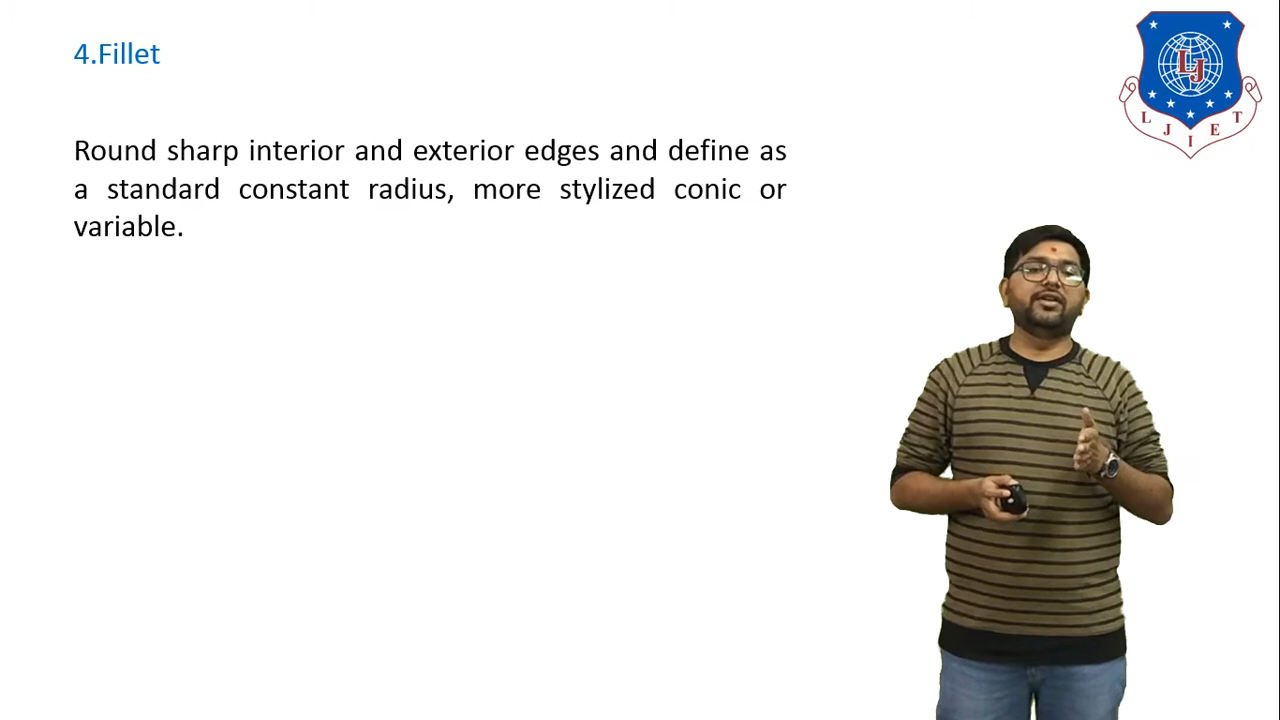 4.Fillet
Round sharp interior and exterior edges and define as
a standard constant radius, more stylized conic or
variable.
LJ
L J I E T